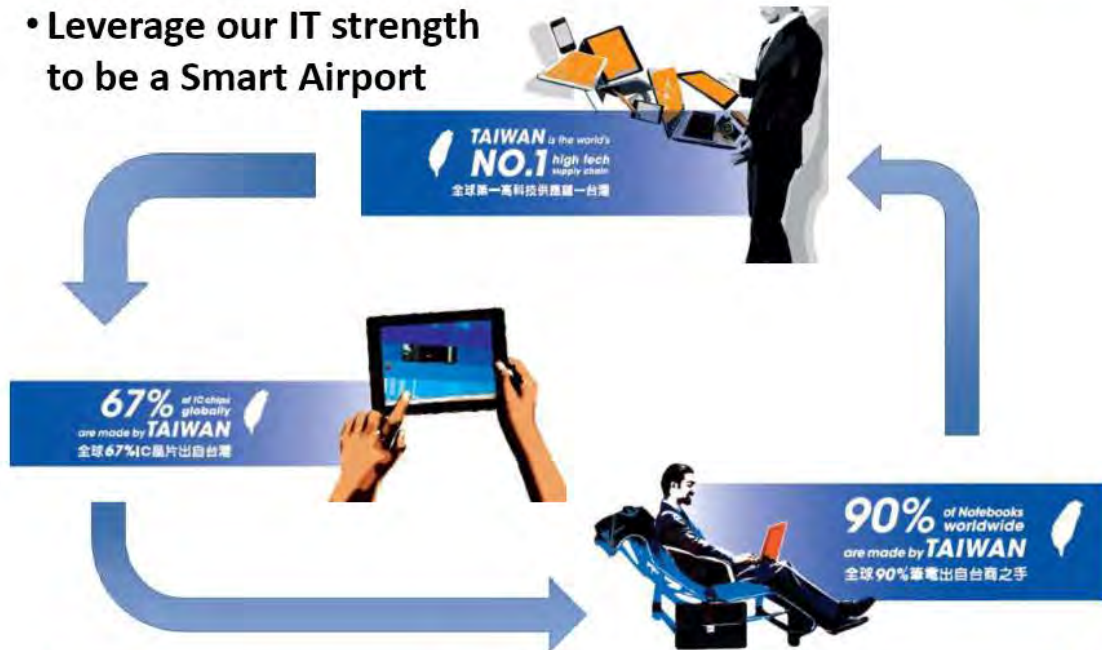 • Leverage our IT strength
to be a Smart Airport
TAIWAN is the world's
NO.1 high tech
supply chain
全球第一高科技供應鏈—台灣
67% of IC chips
globally
are made by TAIWAN
全球67%IC晶片出自台灣
90% of Notebooks
worldwide
are made by TAIWAN
全球90%筆電出自台商之手